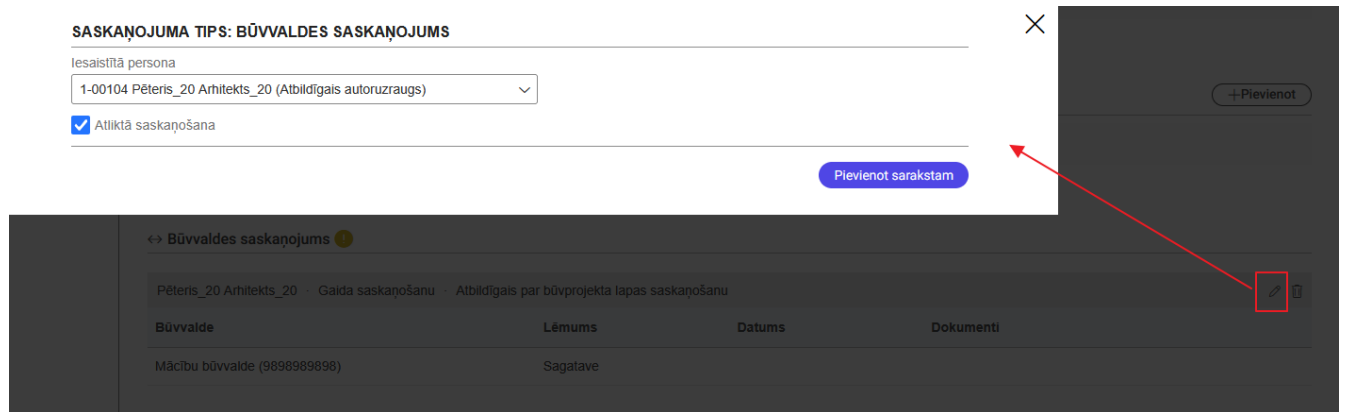 SASKAŅOJUMA TIPS: BŪVVALDES SASKAŅOJUMS
Iesaistītā persona
1-00104 Pēteris_20 Arhitekts_20 (Atbildīgais autoruzraugs)
Atliktā saskaņošana
Pievienot sarakstam
+Pievienot
Būvvaldes saskaņojums
Pēteris_20 Arhitekts_20 · Gaida saskaņošanu · Atbildīgais par būvprojekta lapas saskaņošanu
Būvvalde Lēmums Datums Dokumenti
Mācību būvvalde (9898989898) Sagatave